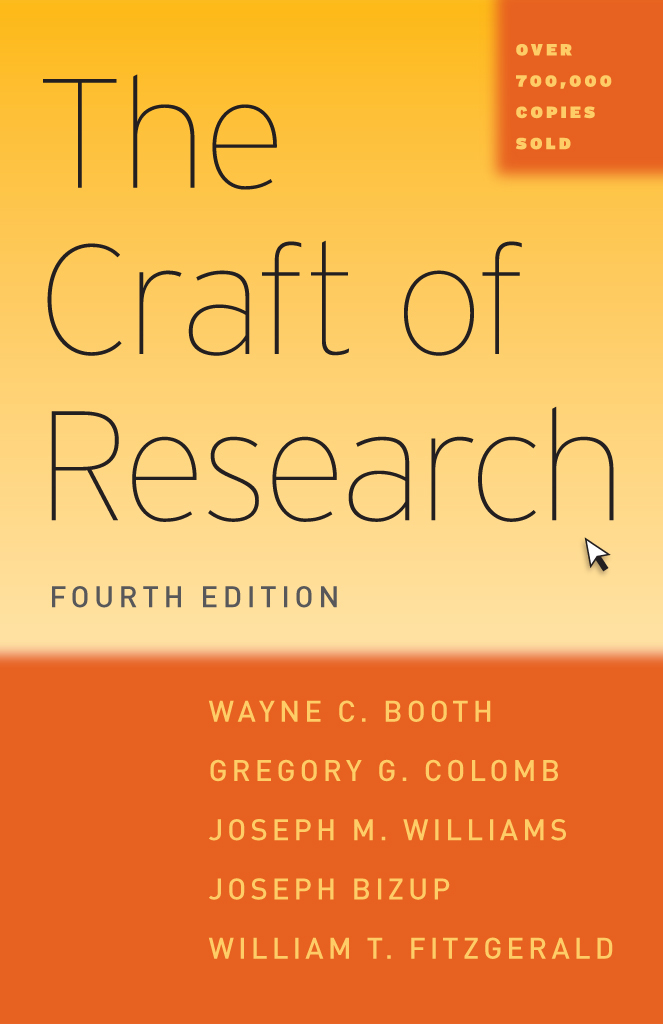 OVER
700,000
COPIES
SOLD
The
Craft of
Research
FOURTH EDITION
WAYNE C. BOOTH
GREGORY G. COLOMB
JOSEPH M. WILLIAMS
JOSEPH BIZUP
WILLIAM T. FITZGERALD